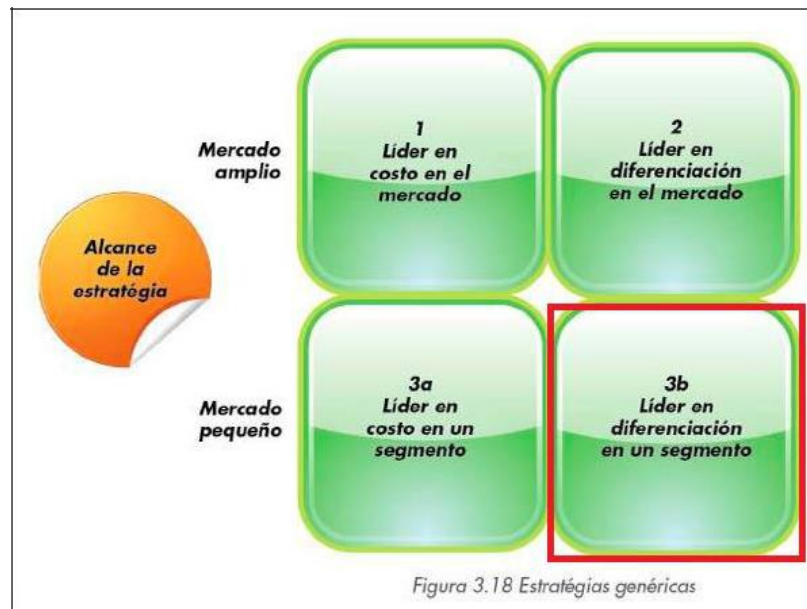 Mercado
amplio
1
Líder en
costo en el
mercado
2
Líder en
diferenciación
en el mercado
Alcance
de la
estratégia
Mercado
pequeño
3a
Líder en
costo en un
segmento
3b
Líder en
diferenciación
en un segmento
Figura 3.18 Estratégias genéricas